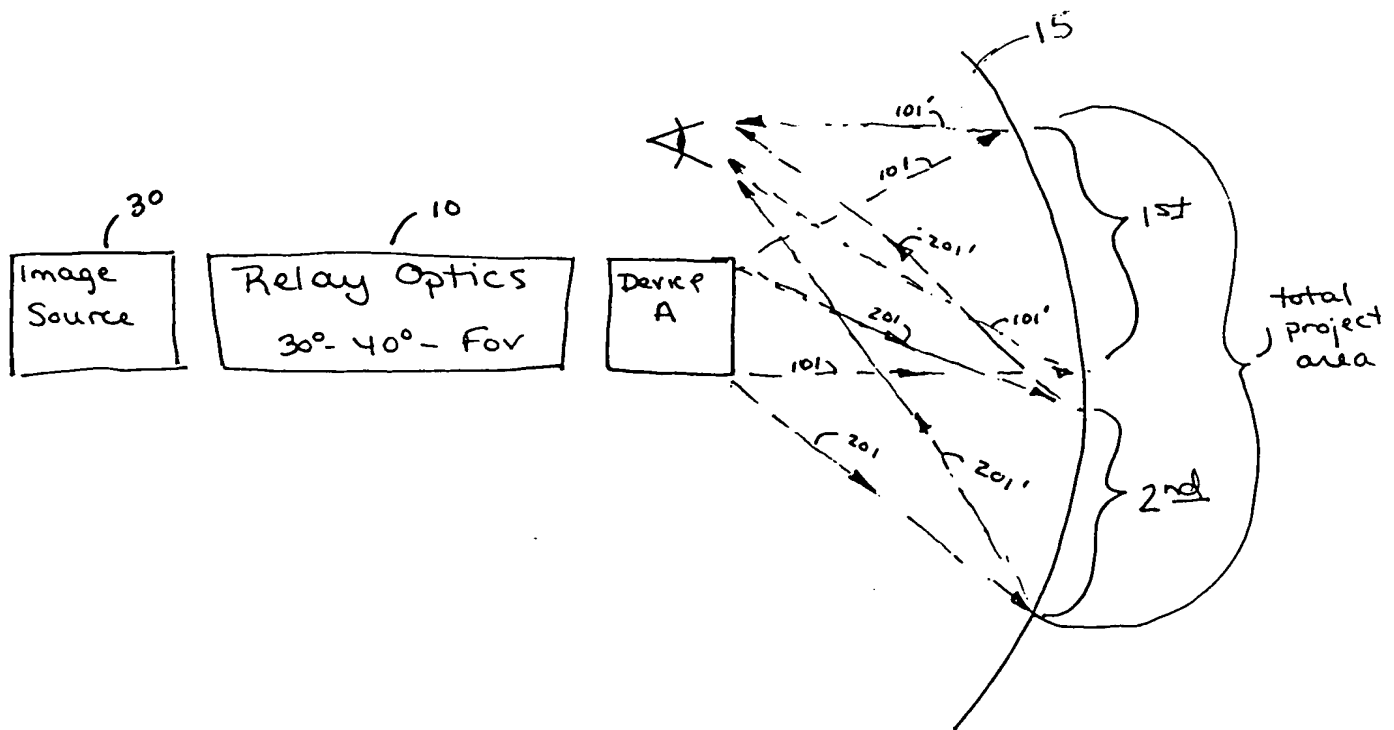 15
101'
101
1st
30
10
201'
Image
Source
Relay Optics
30°- 40° - FOV
Device
A
201
101'
101
total
project
area
201
201'
2nd